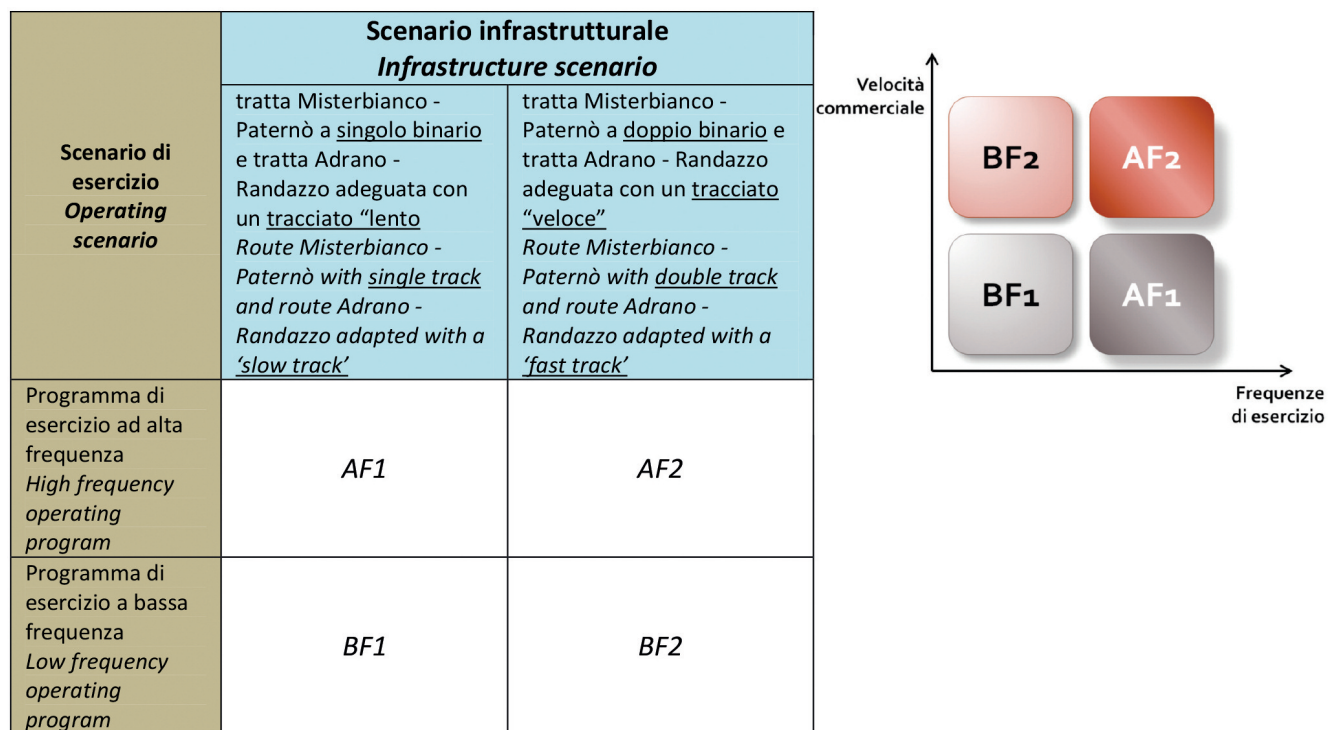 Scenario di
esercizio
Operating
scenario
Scenario infrastrutturale
Infrastructure scenario
tratta Misterbianco -
Paternò a singolo binario
e tratta Adrano -
Randazzo adeguata con
un tracciato “lento
Route Misterbianco -
Paternò with single track
and route Adrano -
Randazzo adapted with a
‘slow track’
tratta Misterbianco -
Paternò a doppio binario e
tratta Adrano - Randazzo
adeguata con un tracciato
“veloce”
Route Misterbianco -
Paternò with double track
and route Adrano -
Randazzo adapted with a
‘fast track’
Programma di
esercizio ad alta
frequenza
High frequency
operating
program
AF1
AF2
Programma di
esercizio a bassa
frequenza
Low frequency
operating
program
BF1
BF2
Velocità
commerciale
BF2
AF2
BF1
AF1
Frequenze
di esercizio